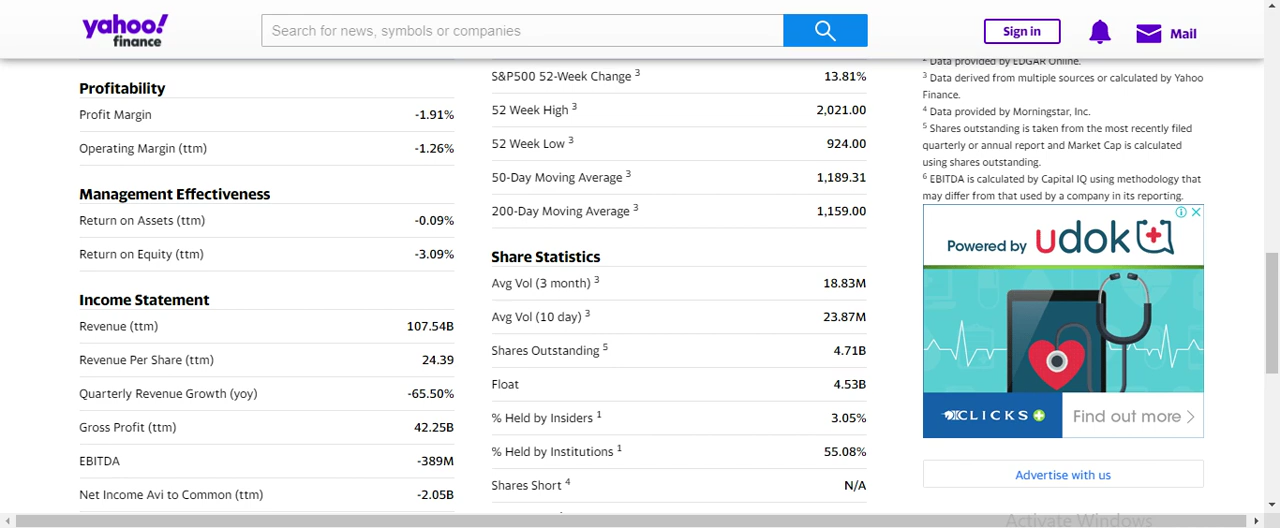 yahoo!
finance
Search for news, symbols or companies
Sign in
Mail
Profitability
Profit Margin -1.91%
Operating Margin (ttm) -1.26%
Management Effectiveness
Return on Assets (ttm) -0.09%
Return on Equity (ttm) -3.09%
Income Statement
Revenue (ttm) 107.54B
Revenue Per Share (ttm) 24.39
Quarterly Revenue Growth (yoy) -65.50%
Gross Profit (ttm) 42.25B
EBITDA -389M
Net Income Avi to Common (ttm) -2.05B
S&P500 52-Week Change 3 13.81%
52 Week High 3 2,021.00
52 Week Low 3 924.00
50-Day Moving Average 3 1,189.31
200-Day Moving Average 3 1,159.00
Share Statistics
Avg Vol (3 month) 3 18.83M
Avg Vol (10 day) 3 23.87M
Shares Outstanding 5 4.71B
Float 4.53B
% Held by Insiders 1 3.05%
% Held by Institutions 1 55.08%
Shares Short 4 N/A
2 Data provided by EDGAR Online.
3 Data derived from multiple sources or calculated by Yahoo
Finance.
4 Data provided by Morningstar, Inc.
5 Shares outstanding is taken from the most recently filed
quarterly or annual report and Market Cap is calculated
using shares outstanding.
6 EBITDA is calculated by Capital IQ using methodology that
may differ from that used by a company in its reporting.
Powered by udok
CLICKS
Find out more >
Advertise with us
Activate Windows